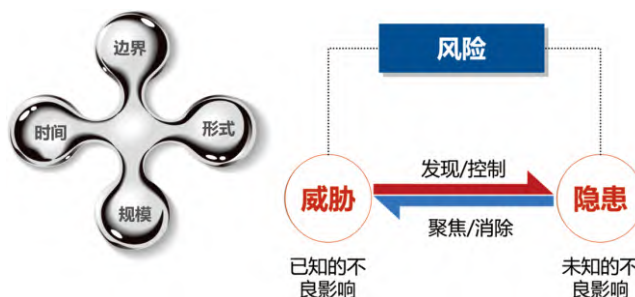 边界
时间
形式
规模
风险
威胁
发现/控制
聚焦/消除
隐患
已知的不
良影响
未知的不
良影响